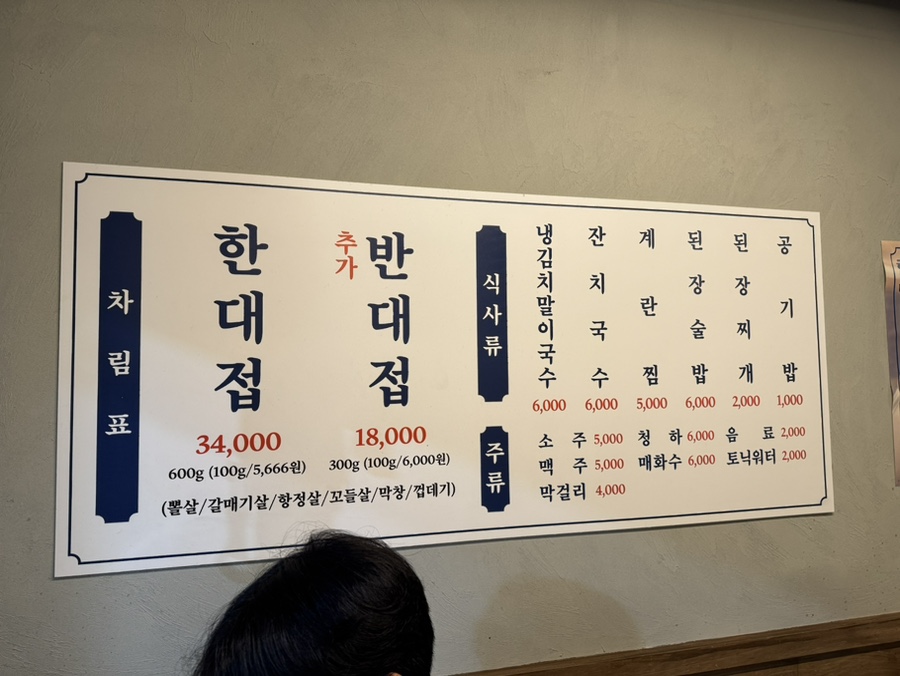 차림표
한대접
34,000
600g (100g/5,666원)
추가 반대접
18,000
300g (100g/6,000원)
(뽈살/갈매기살/항정살/꼬들살/막창/껍데기)
식사류
냉김치말이국수 6,000
잔치국수 6,000
계란찜 5,000
된장술밥 6,000
된장찌개 2,000
공기밥 1,000
주류
소주 5,000 청하 6,000 음료 2,000
맥주 5,000 매화수 6,000 토닉워터 2,000
막걸리 4,000